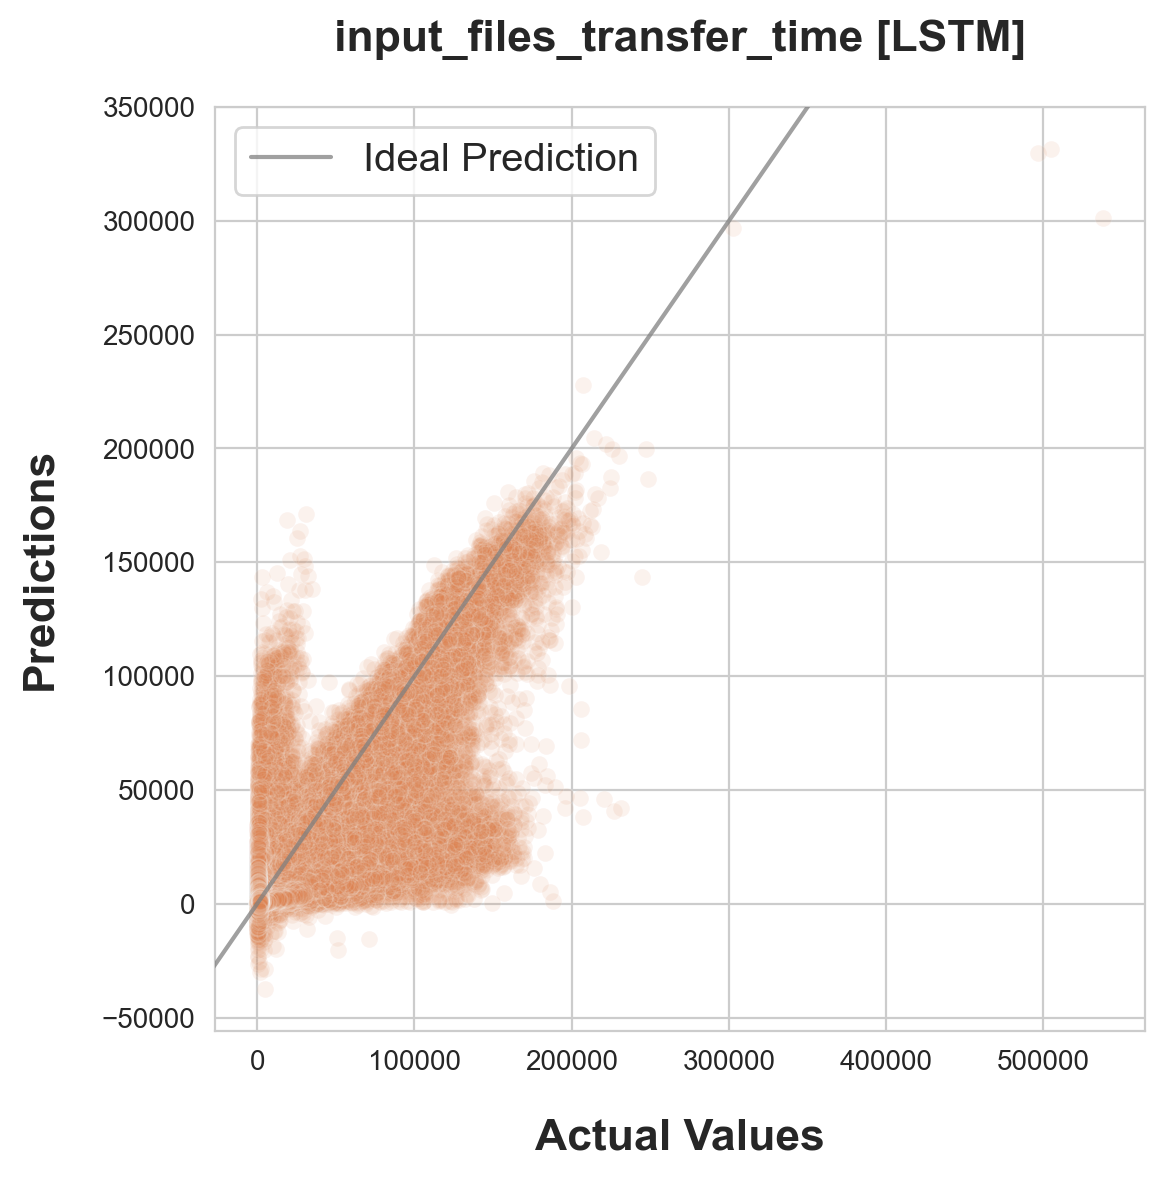 input_files_transfer_time [LSTM]
Ideal Prediction
350000
300000
250000
200000
150000
100000
50000
0
−50000
Predictions
0 100000 200000 300000 400000 500000
Actual Values